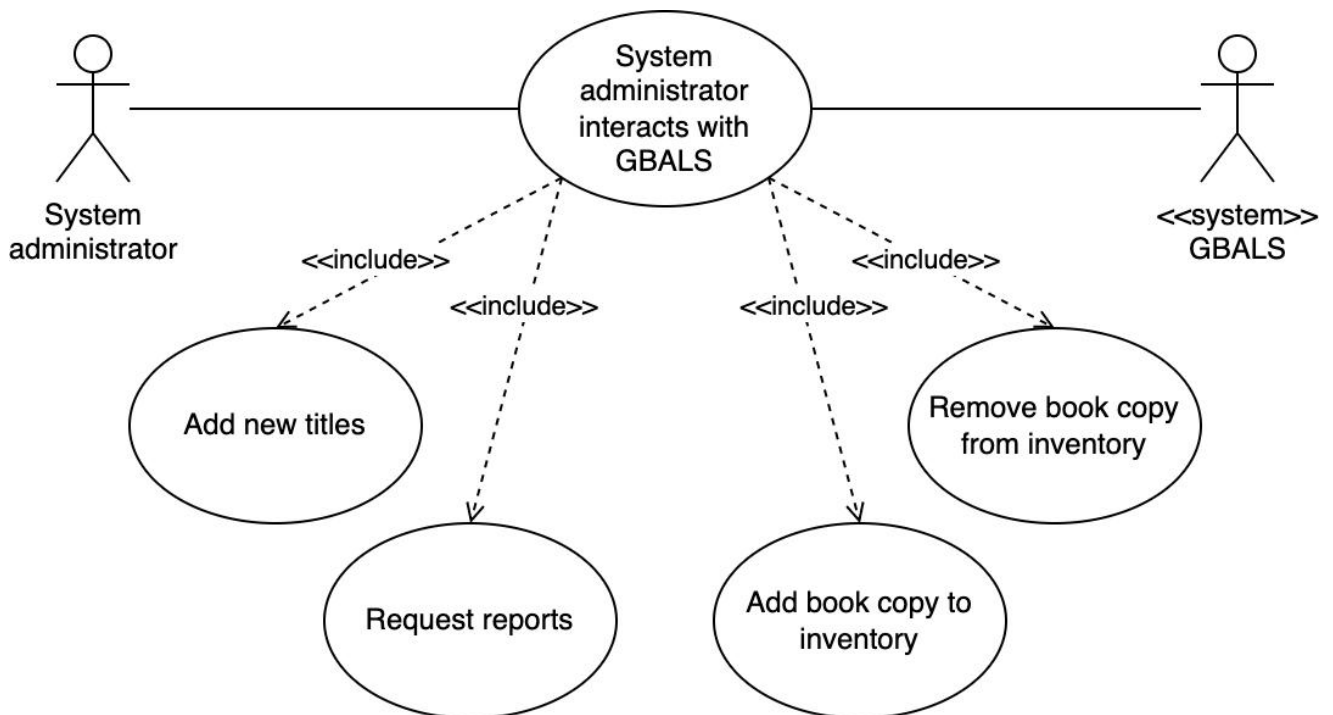 System
administrator
interacts with
GBALS
System
administrator
<<system>>
GBALS
<<include>>
<<include>>
<<include>>
<<include>>
Add new titles
Remove book copy
from inventory
Request reports
Add book copy to
inventory